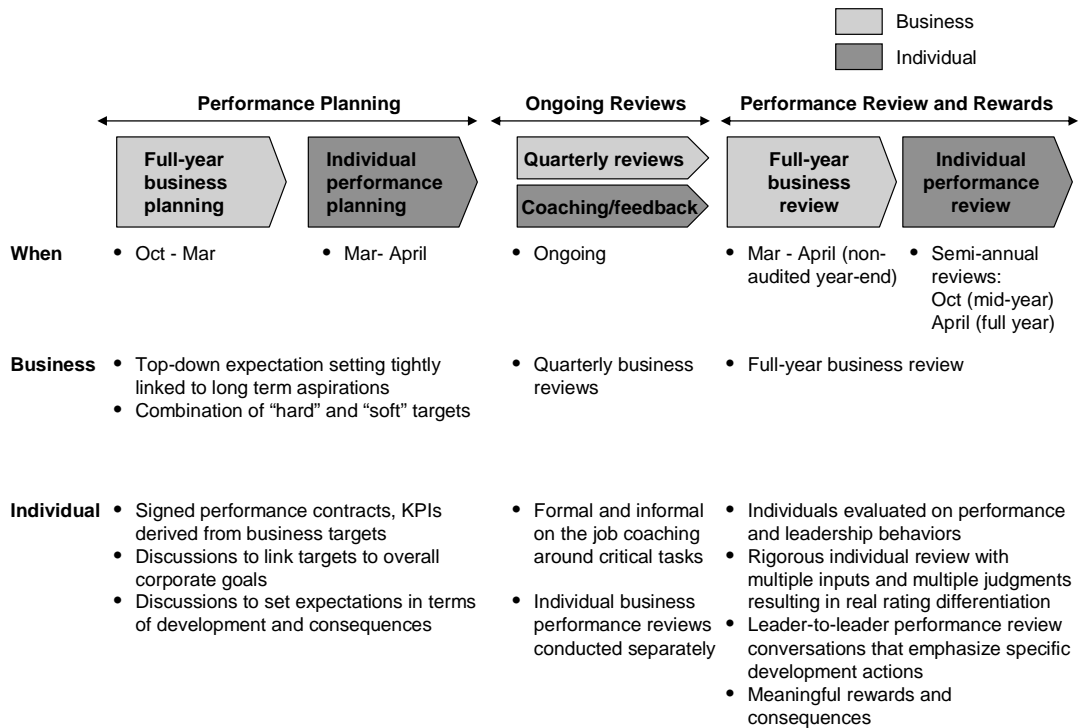 Business
Individual
Performance Planning
Ongoing Reviews
Performance Review and Rewards
Full-year
business
planning
Individual
performance
planning
Quarterly reviews
Coaching/feedback
Full-year
business
review
Individual
performance
review
When
• Oct - Mar
• Mar- April
• Ongoing
• Mar - April (non-
audited year-end)
• Semi-annual
reviews:
Oct (mid-year)
April (full year)
Business
• Top-down expectation setting tightly
linked to long term aspirations
• Combination of “hard” and “soft” targets
• Quarterly business
reviews
• Full-year business review
Individual
• Signed performance contracts, KPIs
derived from business targets
• Discussions to link targets to overall
corporate goals
• Discussions to set expectations in terms
of development and consequences
• Formal and informal
on the job coaching
around critical tasks
• Individual business
performance reviews
conducted separately
• Individuals evaluated on performance
and leadership behaviors
• Rigorous individual review with
multiple inputs and multiple judgments
resulting in real rating differentiation
• Leader-to-leader performance review
conversations that emphasize specific
development actions
• Meaningful rewards and
consequences